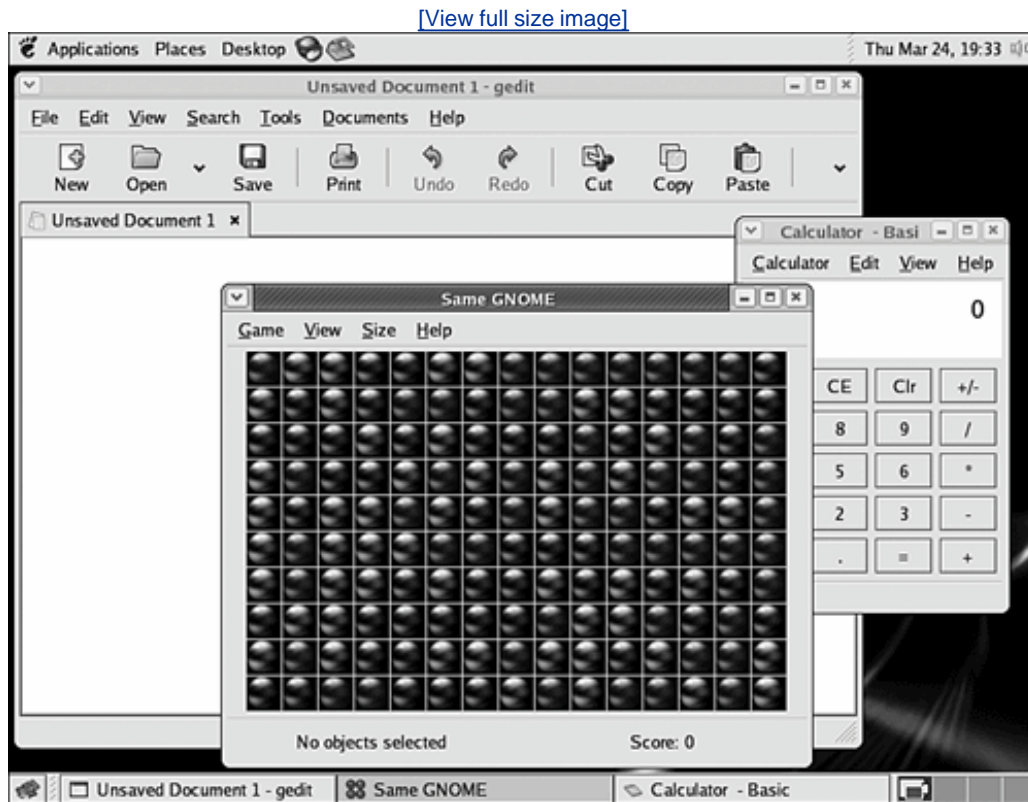 [View full size image]
Applications Places Desktop
Thu Mar 24, 19:33
Unsaved Document 1 - gedit
File Edit View Search Tools Documents Help
New Open Save Print Undo Redo Cut Copy Paste
Unsaved Document 1
Calculator - Basi
Calculator Edit View Help
0
CE Clr +/-
8 9 /
5 6 *
2 3 -
. = +
Same GNOME
Game View Size Help
No objects selected Score: 0
Unsaved Document 1 - gedit Same GNOME Calculator - Basic